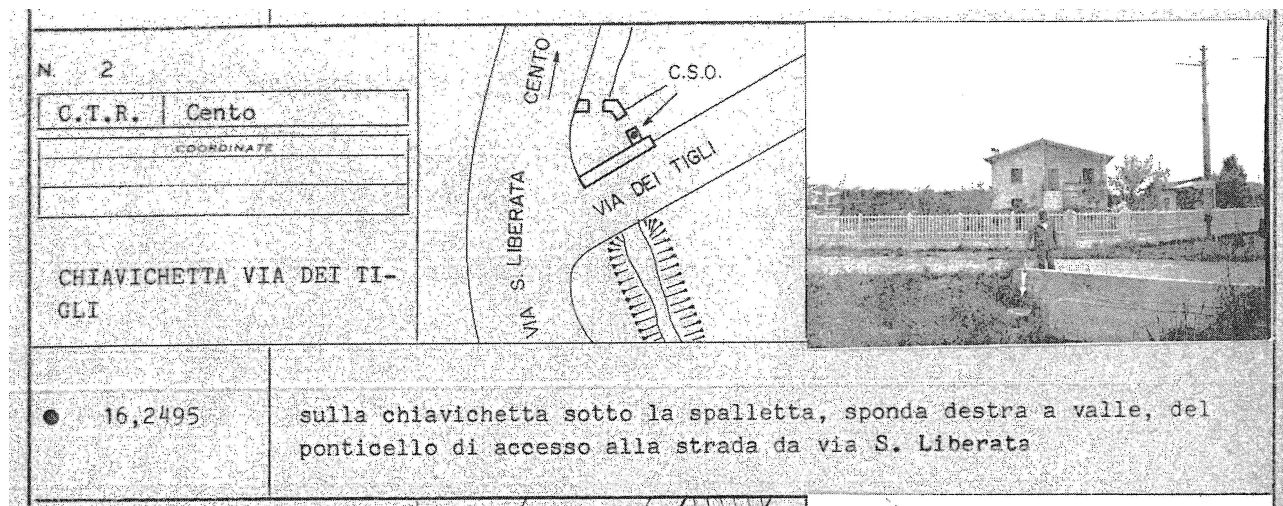 N. 2
C.T.R. Cento
COORDINATE
CHIAVICHETTA VIA DEI TI-
GLI
CENTO
C.S.O.
VIA DEI TIGLI
VIA S. LIBERATA
16,2495
sulla chiavichetta sotto la spalletta, sponda destra a valle, del
ponticello di accesso alla strada da via S. Liberata